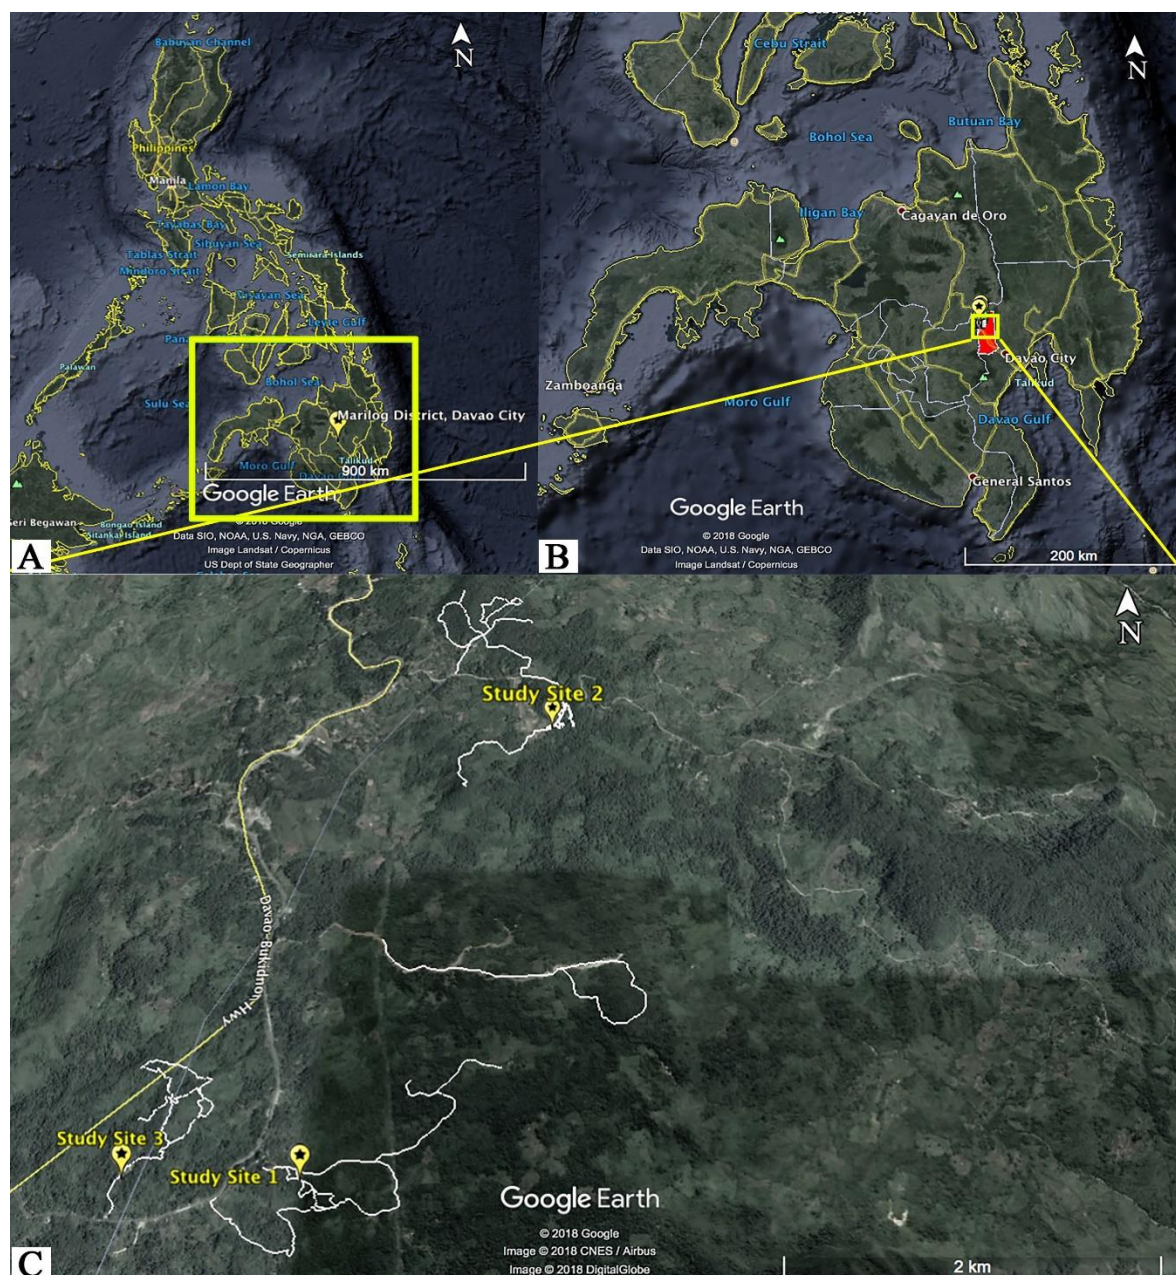 Babuyan Channel
N
Philippines
Manila
Lamon Bay
Tayabas Bay
Sibuyan Sea
Tablas Strait
Semirara Islands
Mindoro Strait
Visayan Sea
Leyte Gulf
Palawan
Bohol Sea
Sulu Sea
Marilog District, Davao City
Talikud
Moro Gulf
900 km
Google Earth
Seri Begawan
Bongao Island
Sitankai Island
© 2018 Google
Data SIO, NOAA, U.S. Navy, NGA, GEBCO
Image Landsat / Copernicus
US Dept of State Geographer
A
Cebu Strait
N
Butuan Bay
Bohol Sea
Iligan Bay
Cagayan de Oro
Davao City
Zamboanga
Talikud
Moro Gulf
Davao Gulf
General Santos
Google Earth
© 2018 Google
Data SIO, NOAA, U.S. Navy, NGA, GEBCO
Image Landsat / Copernicus
200 km
B
N
Study Site 2
Davao-Bukidnon Hwy
Study Site 3
Study Site 1
Google Earth
© 2018 Google
Image © 2018 CNES / Airbus
Image © 2018 DigitalGlobe
2 km
C